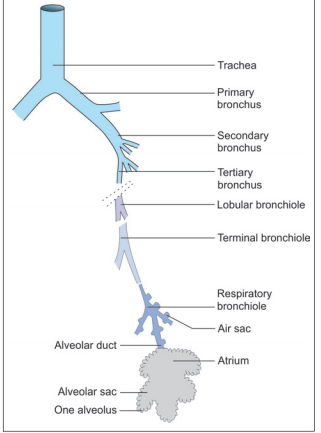 Trachea
Primary
bronchus
Secondary
bronchus
Tertiary
bronchus
Lobular bronchiole
Terminal bronchiole
Respiratory
bronchiole
Air sac
Alveolar duct
Atrium
Alveolar sac
One alveolus